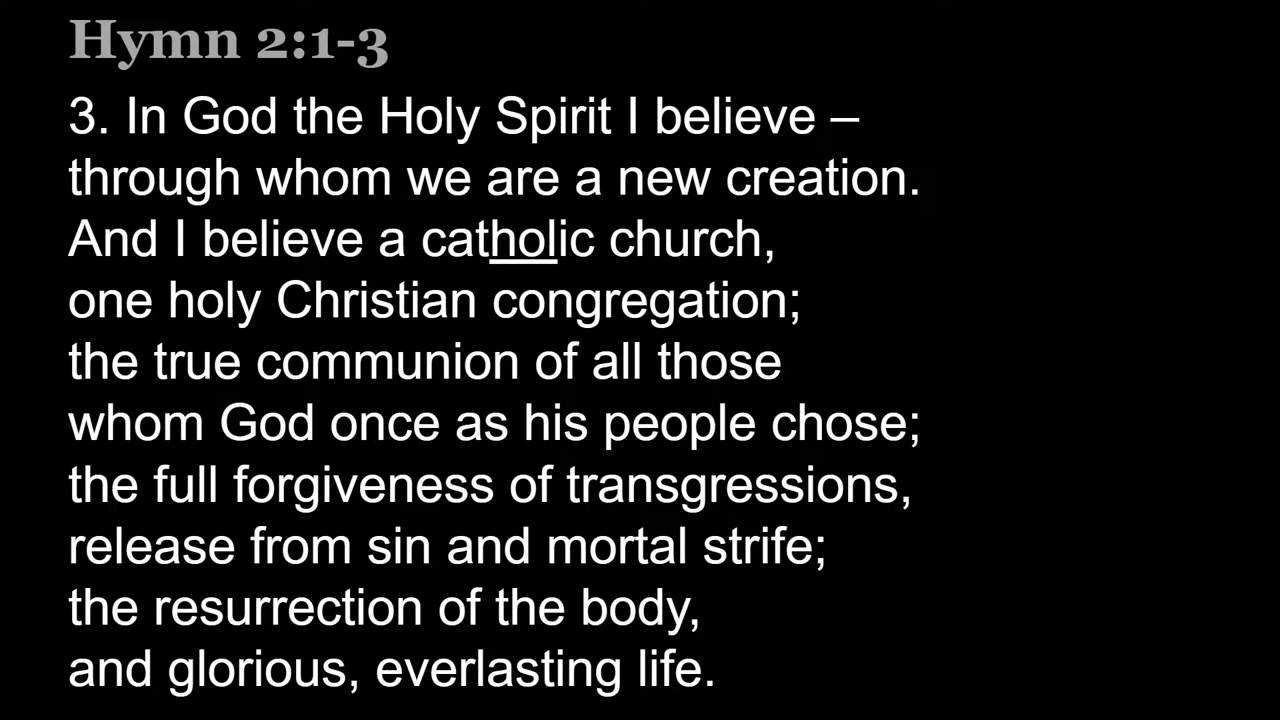 Hymn 2:1-3
3. In God the Holy Spirit I believe –
through whom we are a new creation.
And I believe a catholic church,
one holy Christian congregation;
the true communion of all those
whom God once as his people chose;
the full forgiveness of transgressions,
release from sin and mortal strife;
the resurrection of the body,
and glorious, everlasting life.